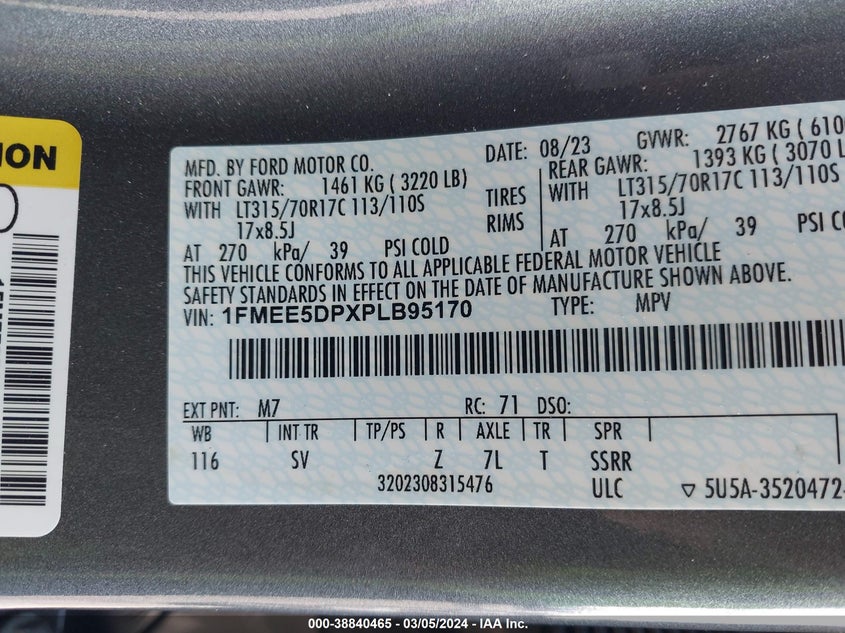 NION
MFD. BY FORD MOTOR CO.
DATE: 08/23
GVWR: 2767 KG ( 610
FRONT GAWR: 1461 KG ( 3220 LB)
REAR GAWR: 1393 KG ( 3070 L
WITH LT315/70R17C 113/110S TIRES
WITH LT315/70R17C 113/110S
17x8.5J RIMS
17x8.5J
AT 270 kPa/ 39 PSI COLD
AT 270 kPa/ 39 PSI CO
THIS VEHICLE CONFORMS TO ALL APPLICABLE FEDERAL MOTOR VEHICLE
SAFETY STANDARDS IN EFFECT ON THE DATE OF MANUFACTURE SHOWN ABOVE.
VIN: 1FMEE5DPXPLB95170 TYPE: MPV
EXT PNT: M7 RC: 71 DSO:
WB INT TR TP/PS R AXLE TR SPR
116 SV Z 7L T SSRR
3202308315476 ULC ▽ 5U5A-3520472-
000-38840465 - 03/05/2024 - IAA Inc.